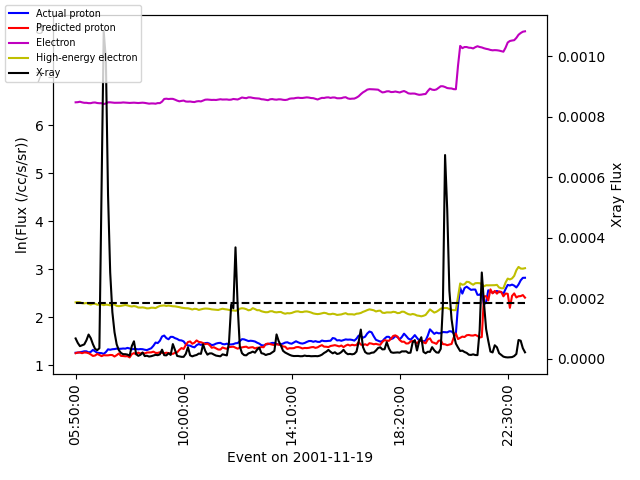 Actual proton
Predicted proton
Electron
High-energy electron
X-ray
ln(Flux (/cc/s/sr))
6
5
4
3
2
1
0.0010
0.0008
0.0006
0.0004
0.0002
0.0000
Xray Flux
05:50:00
10:00:00
14:10:00
18:20:00
22:30:00
Event on 2001-11-19